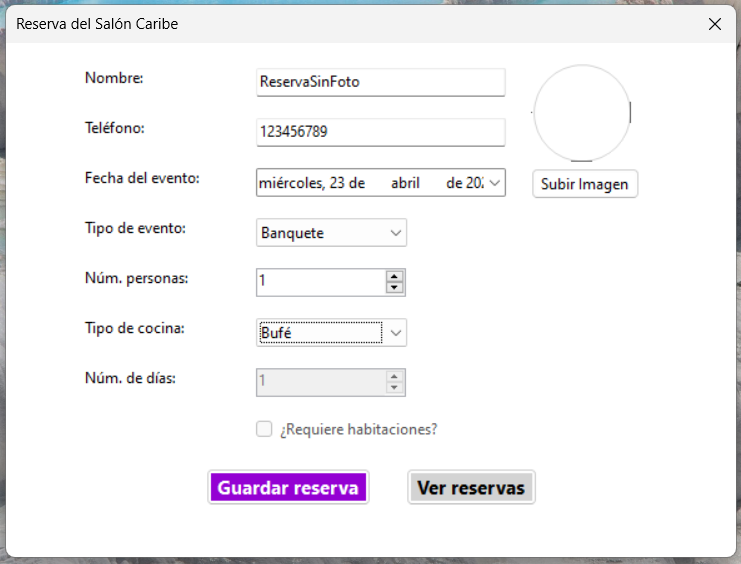 Reserva del Salón Caribe
Nombre: ReservaSinFoto
Teléfono: 123456789
Fecha del evento: miércoles, 23 de abril de 202
Subir Imagen
Tipo de evento: Banquete
Núm. personas: 1
Tipo de cocina: Bufé
Núm. de días: 1
¿Requiere habitaciones?
Guardar reserva Ver reservas